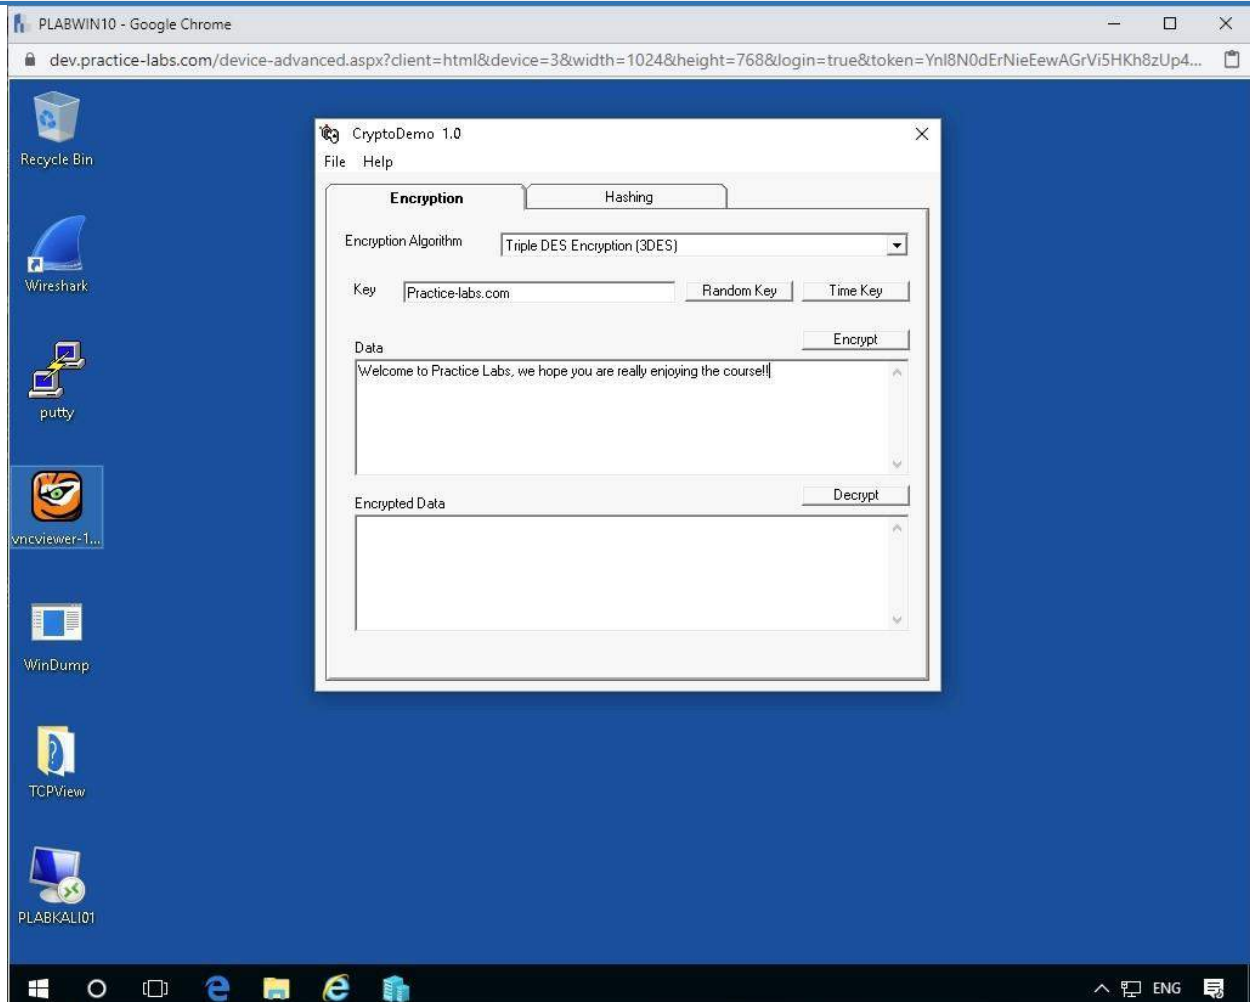 PLABWIN10 - Google Chrome
dev.practice-labs.com/device-advanced.aspx?client=html&device=3&width=1024&height=768&login=true&token=YnI8N0dErNieEewAGrVi5HKh8zUp4...
Recycle Bin
Wireshark
putty
vncviewer-1...
WinDump
TCPView
PLABKALI01
CryptoDemo 1.0
File Help
Encryption Hashing
Encryption Algorithm Triple DES Encryption (3DES)
Key Practice-labs.com Random Key Time Key
Encrypt
Data
Welcome to Practice Labs, we hope you are really enjoying the course!!
Decrypt
Encrypted Data
ENG